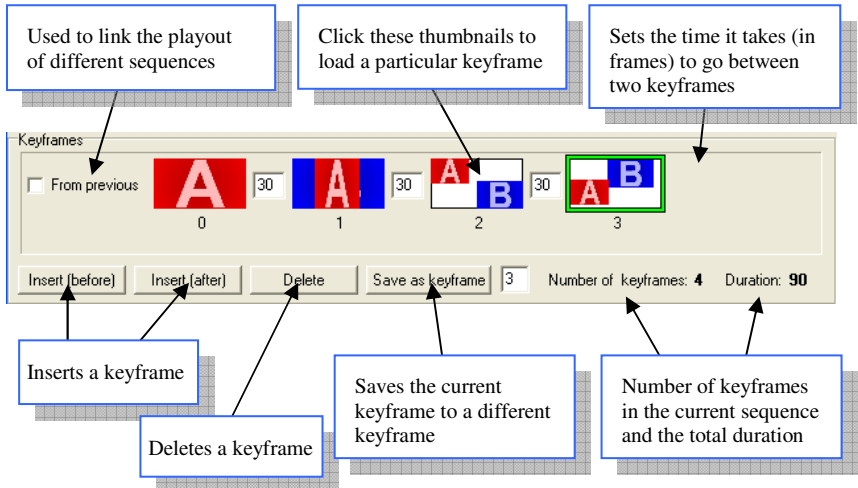 Used to link the playout
of different sequences
Click these thumbnails to
load a particular keyframe
Sets the time it takes (in
frames) to go between
two keyframes
Keyframes
From previous
A
30
A
30
A
B
30
A
B
0
1
2
3
Insert (before)
Insert (after)
Delete
Save as keyframe
3
Number of keyframes: 4
Duration: 90
Inserts a keyframe
Deletes a keyframe
Saves the current
keyframe to a different
keyframe
Number of keyframes
in the current sequence
and the total duration